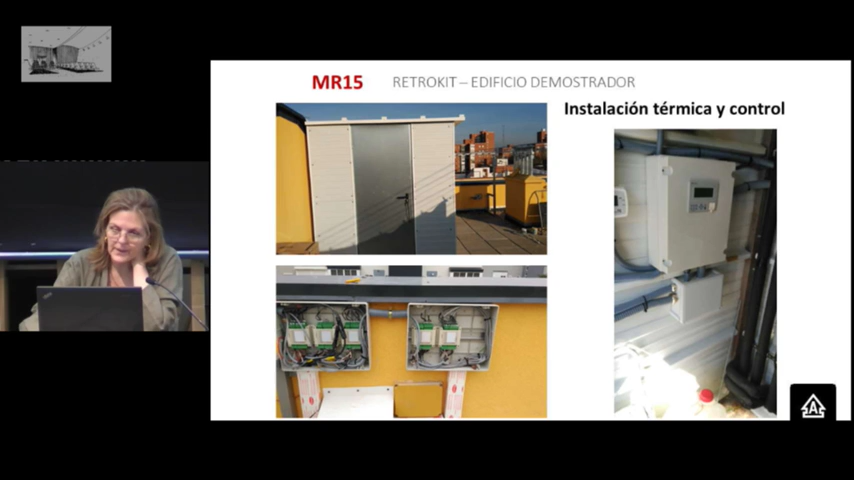 MR15 RETROKIT – EDIFICIO DEMOSTRADOR
Instalación térmica y control
A